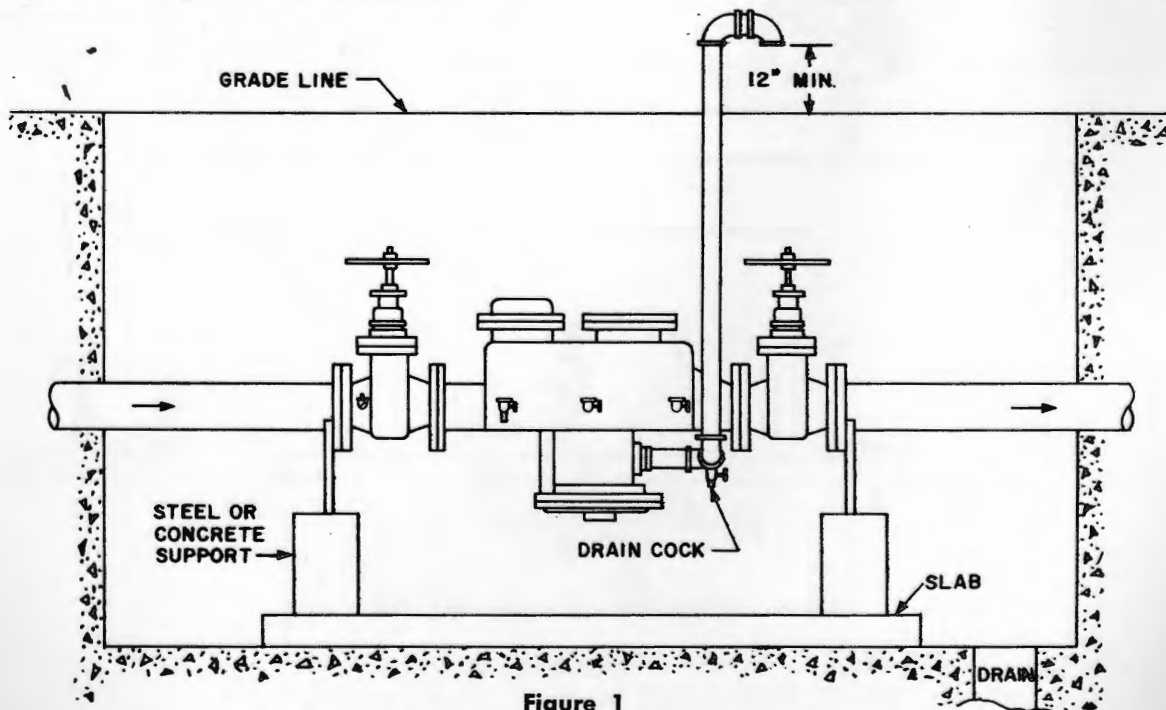 GRADE LINE
12" MIN.
STEEL OR
CONCRETE
SUPPORT
DRAIN COCK
SLAB
DRAIN
Figure 1